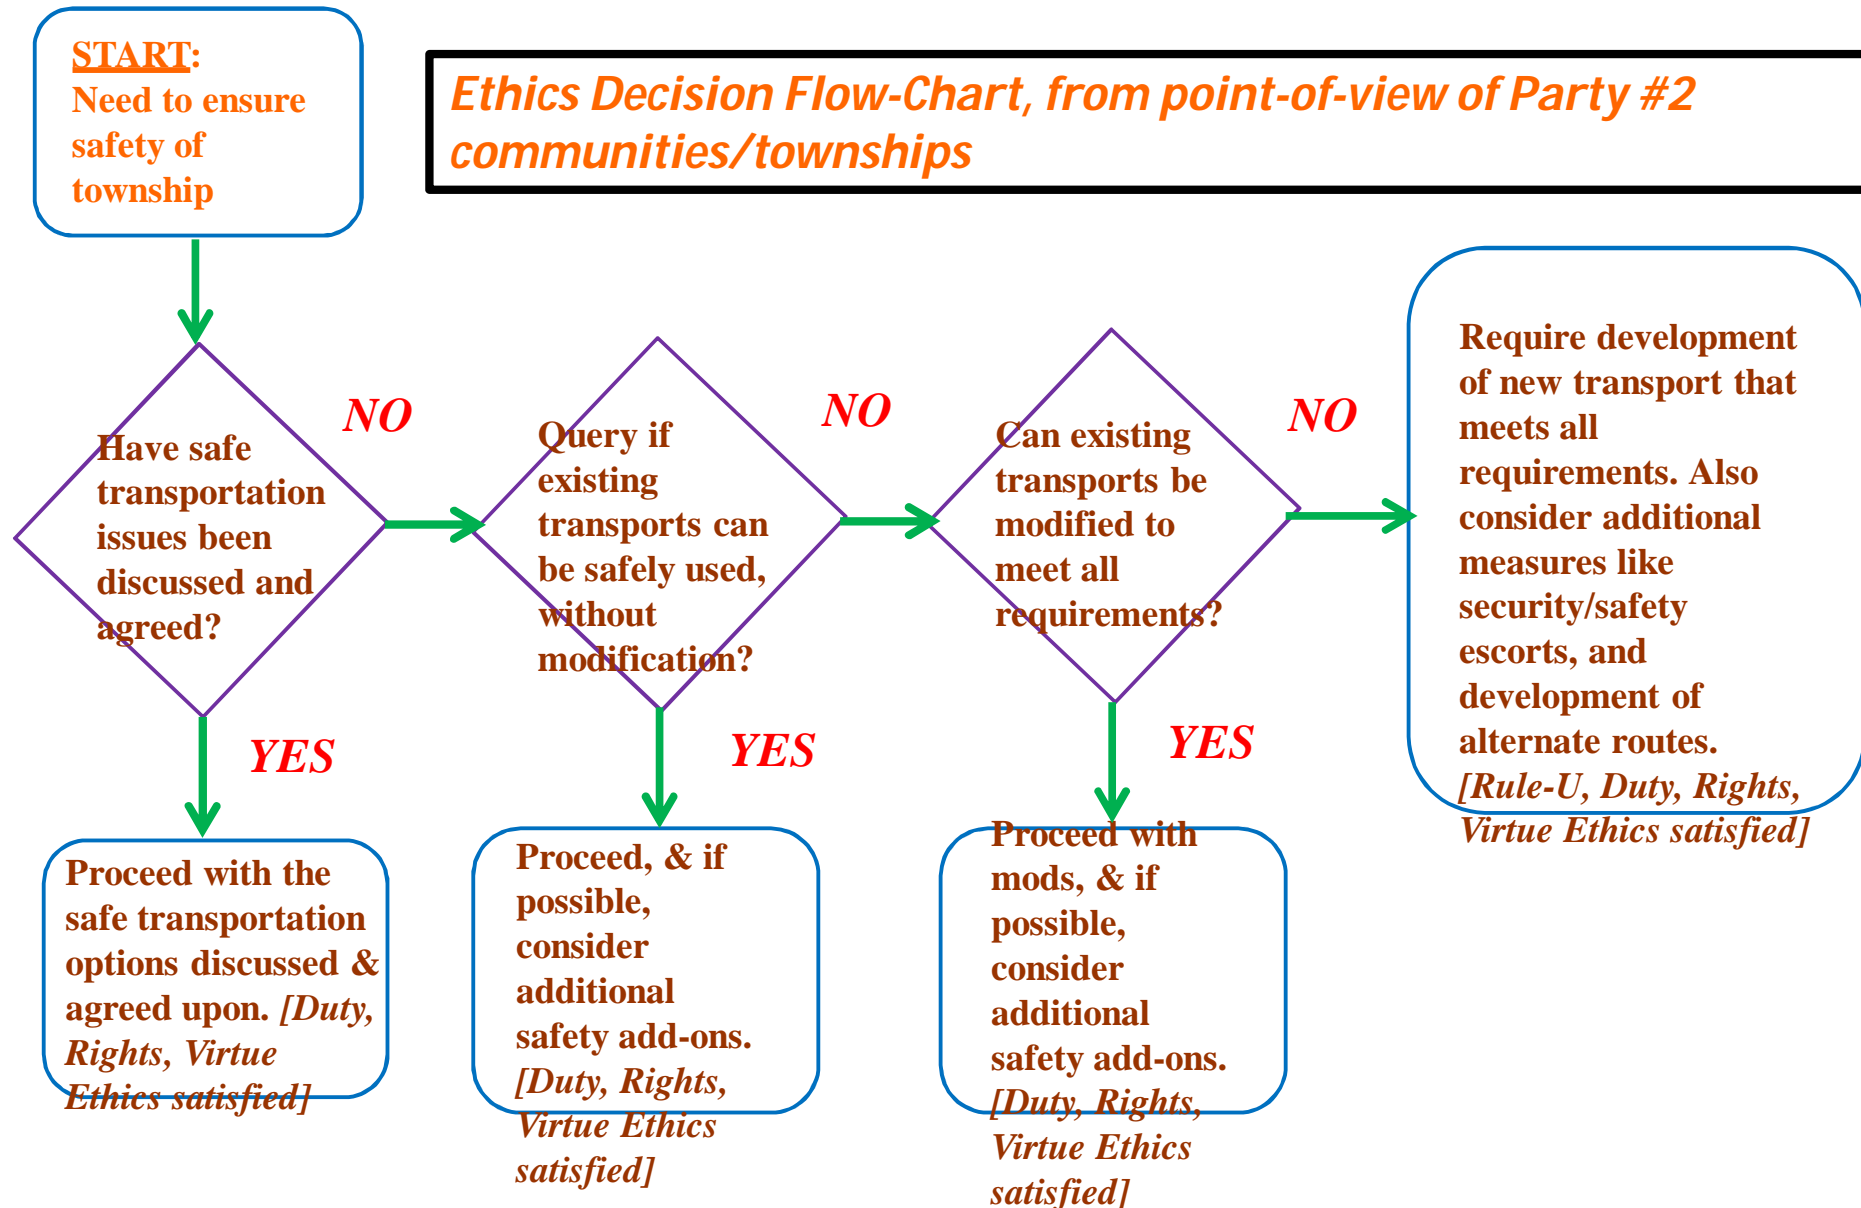 START:
Need to ensure
safety of
township
Ethics Decision Flow-Chart, from point-of-view of Party #2
communities/townships
Have safe
transportation
issues been
discussed and
agreed?
NO
Query if
existing
transports can
be safely used,
without
modification?
NO
Can existing
transports be
modified to
meet all
requirements?
NO
Require development
of new transport that
meets all
requirements. Also
consider additional
measures like
security/safety
escorts, and
development of
alternate routes.
[Rule-U, Duty, Rights,
Virtue Ethics satisfied]
YES
YES
YES
Proceed with the
safe transportation
options discussed &
agreed upon. [Duty,
Rights, Virtue
Ethics satisfied]
Proceed, & if
possible,
consider
additional
safety add-ons.
[Duty, Rights,
Virtue Ethics
satisfied]
Proceed with
mods, & if
possible,
consider
additional
safety add-ons.
[Duty, Rights,
Virtue Ethics
satisfied]